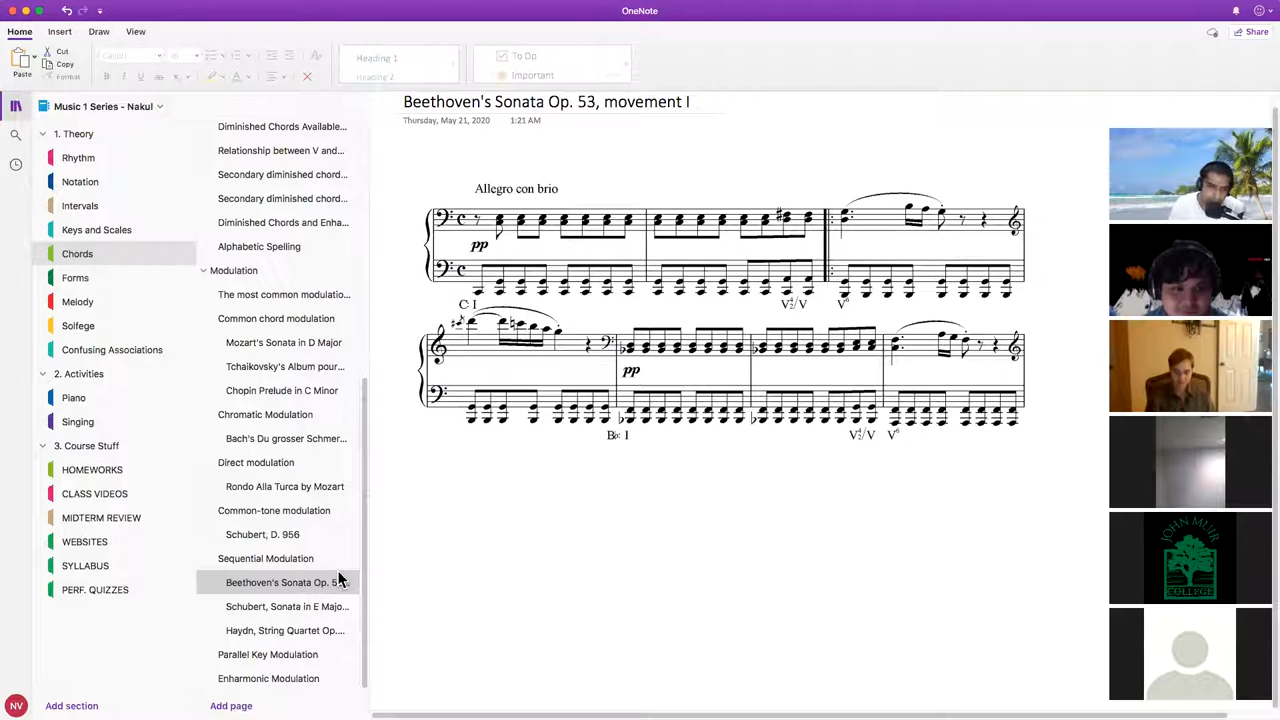 OneNote
Home Insert Draw View
Share
Paste
Cut
Copy
Format
Heading 1
Heading 2
To Do
Important
Music 1 Series - Nakul
1. Theory
Rhythm
Notation
Intervals
Keys and Scales
Chords
Forms
Melody
Solfege
Confusing Associations
2. Activities
Piano
Singing
3. Course Stuff
HOMEWORKS
CLASS VIDEOS
MIDTERM REVIEW
WEBSITES
SYLLABUS
PERF. QUIZZES
NV
Add section
Diminished Chords Available...
Relationship between V and...
Secondary diminished chord...
Secondary diminished chord...
Diminished Chords and Enha...
Alphabetic Spelling
Modulation
The most common modulatio...
Common chord modulation
Mozart's Sonata in D Major
Tchaikovsky's Album pour...
Chopin Prelude in C Minor
Chromatic Modulation
Bach's Du grosser Schmer...
Direct modulation
Rondo Alla Turca by Mozart
Common-tone modulation
Schubert, D. 956
Sequential Modulation
Beethoven's Sonata Op. 5
Schubert, Sonata in E Majo...
Haydn, String Quartet Op....
Parallel Key Modulation
Enharmonic Modulation
Add page
Beethoven's Sonata Op. 53, movement I
Thursday, May 21, 2020 1:21 AM
Allegro con brio
pp
C: I V4/2/V V6
pp
B♭: I V4/2/V V6
JOHN MUIR
COLLEGE